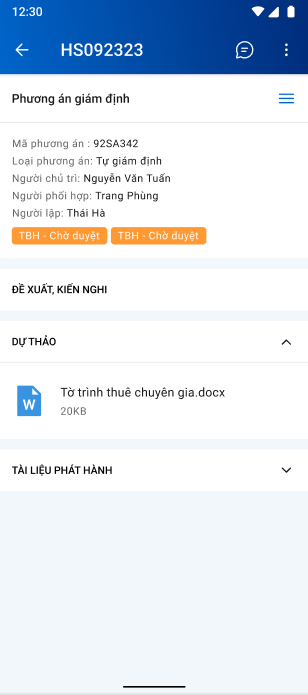 12:30
HS092323
Phương án giám định
Mã phương án : 92SA342
Loại phương án: Tự giám định
Người chủ trì: Nguyễn Văn Tuấn
Người phối hợp: Trang Phùng
Người lập: Thái Hà
TBH - Chờ duyệt TBH - Chờ duyệt
ĐỀ XUẤT, KIẾN NGHI
DỰ THẢO
W
Tờ trình thuê chuyên gia.docx
20KB
TÀI LIỆU PHÁT HÀNH